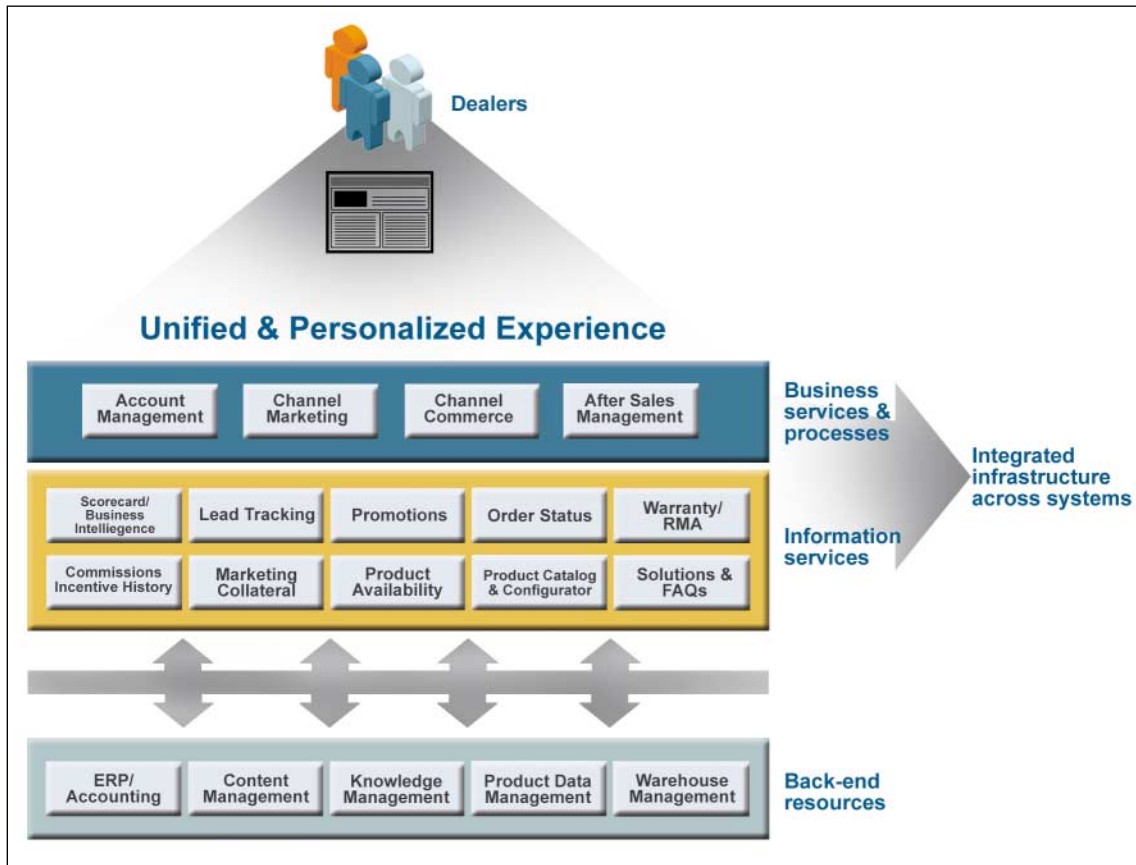 Dealers
Unified & Personalized Experience
Account
Management
Channel
Marketing
Channel
Commerce
After Sales
Management
Business
services &
processes
Scorecard/
Business
Intelliegence
Lead Tracking
Promotions
Order Status
Warranty/
RMA
Commissions
Incentive History
Marketing
Collateral
Product
Availability
Product Catalog
& Configurator
Solutions &
FAQs
Information
services
Integrated
infrastructure
across systems
ERP/
Accounting
Content
Management
Knowledge
Management
Product Data
Management
Warehouse
Management
Back-end
resources